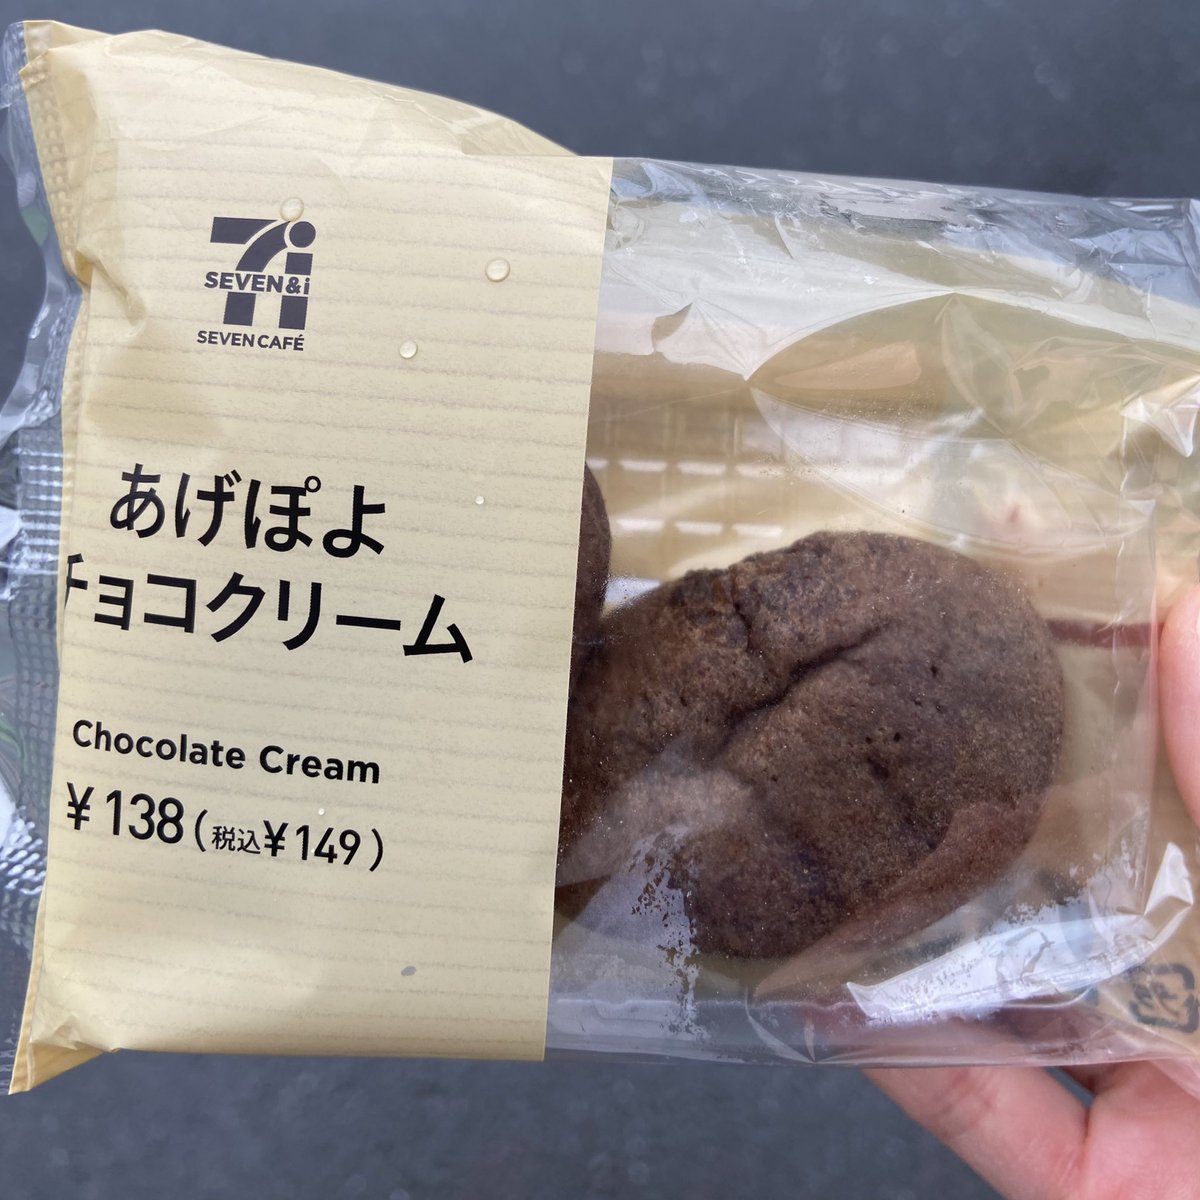 SEVEN&i
SEVEN CAFÉ
あげぽよ
チョコクリーム
Chocolate Cream
¥138(税込¥149)